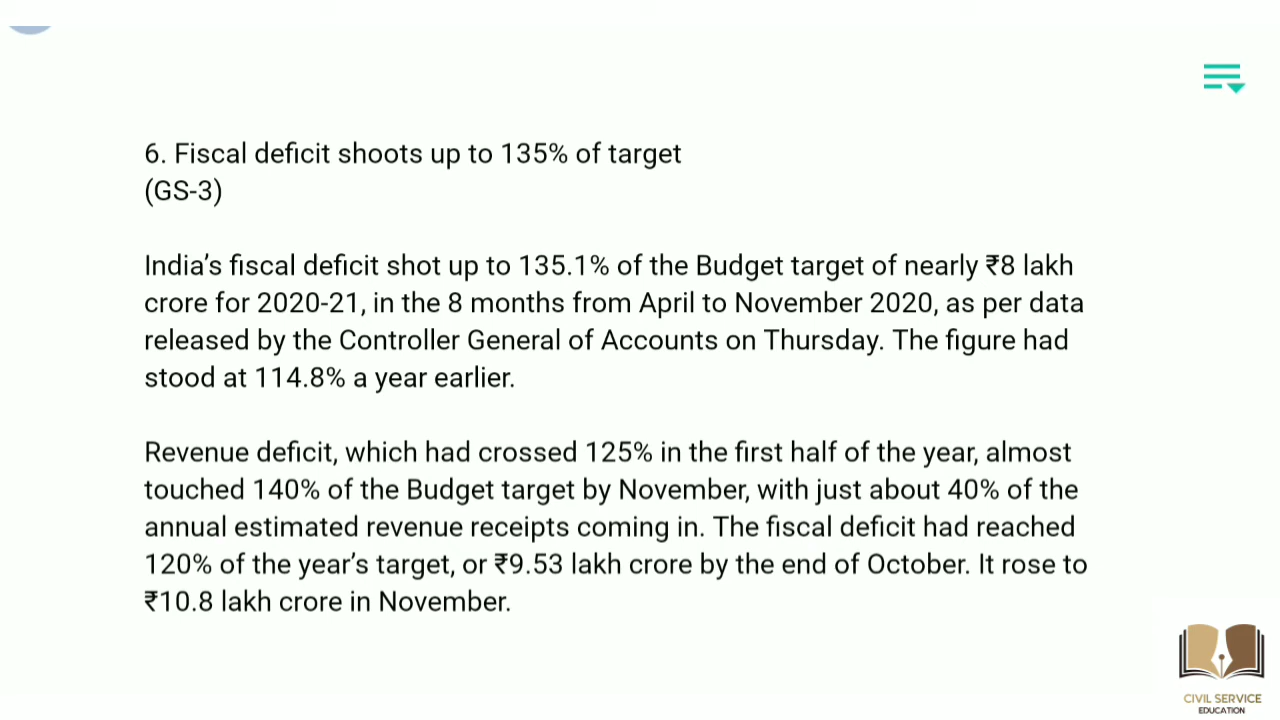 6. Fiscal deficit shoots up to 135% of target
(GS-3)
India’s fiscal deficit shot up to 135.1% of the Budget target of nearly ₹8 lakh
crore for 2020-21, in the 8 months from April to November 2020, as per data
released by the Controller General of Accounts on Thursday. The figure had
stood at 114.8% a year earlier.
Revenue deficit, which had crossed 125% in the first half of the year, almost
touched 140% of the Budget target by November, with just about 40% of the
annual estimated revenue receipts coming in. The fiscal deficit had reached
120% of the year’s target, or ₹9.53 lakh crore by the end of October. It rose to
₹10.8 lakh crore in November.
CIVIL SERVICE
EDUCATION